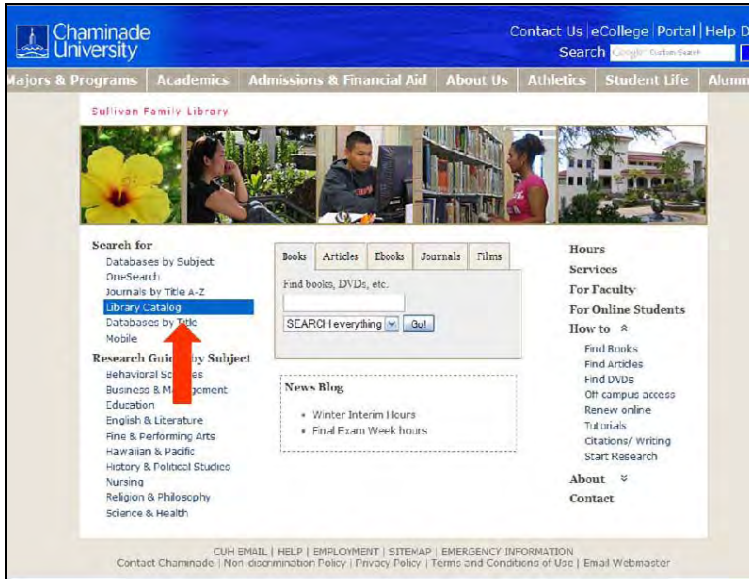 Chaminade
University
Contact Us | eCollege | Portal | Help D
Search
Majors & Programs Academics Admissions & Financial Aid About Us Athletics Student Life Alumn
Sullivan Family Library
Search for
Databases by Subject
OneSearch
Journals by Title A-Z
Library Catalog
Databases by Title
Mobile
Research Guides by Subject
Behavioral Sciences
Business & Management
Education
English & Literature
Fine & Performing Arts
Hawaiian & Pacific
History & Political Studies
Nursing
Religion & Philosophy
Science & Health
Books Articles Ebooks Journals Films
Find books, DVDs, etc.
SEARCH everything Go!
News Blog
Winter Interim Hours
Final Exam Week hours
Hours
Services
For Faculty
For Online Students
How to
Find Books
Find Articles
Find DVDs
Off campus access
Renew online
Tutorials
Citations/ Writing
Start Research
About
Contact
CUH EMAIL | HELP | EMPLOYMENT | SITEMAP | EMERGENCY INFORMATION
Contact Chaminade | Non-discrimination Policy | Privacy Policy | Terms and Conditions of Use | Email Webmaster